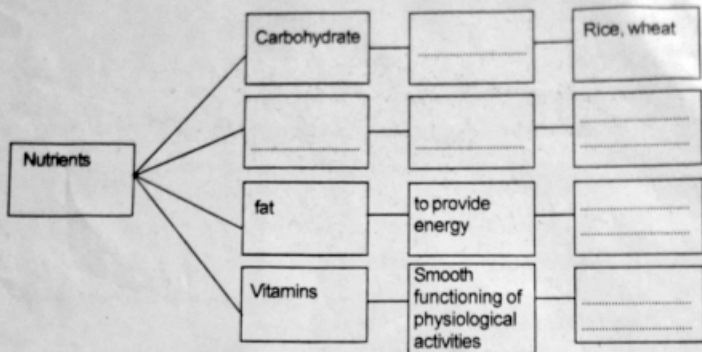 Carbohydrate
Rice, wheat
Nutrients
fat
to provide
energy
Vitamins
Smooth
functioning of
physiological
activities